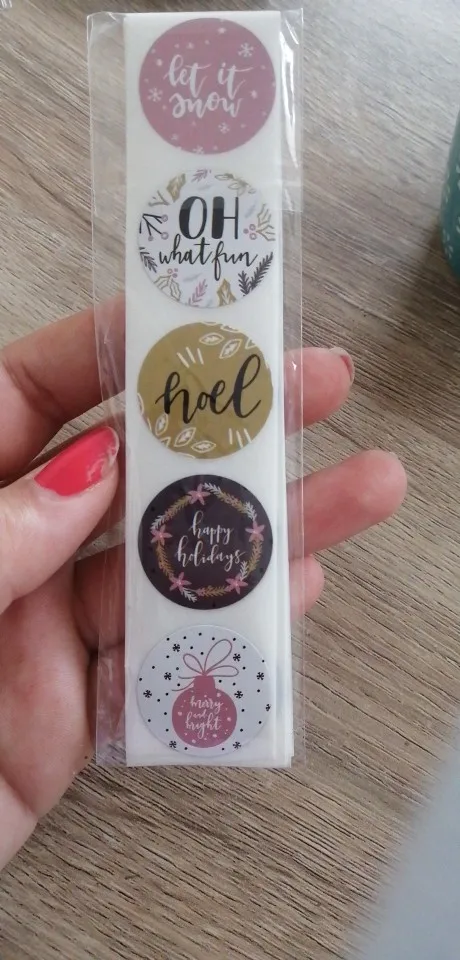 let it
snow
OH
what fun
noel
happy
holidays
merry
and
bright